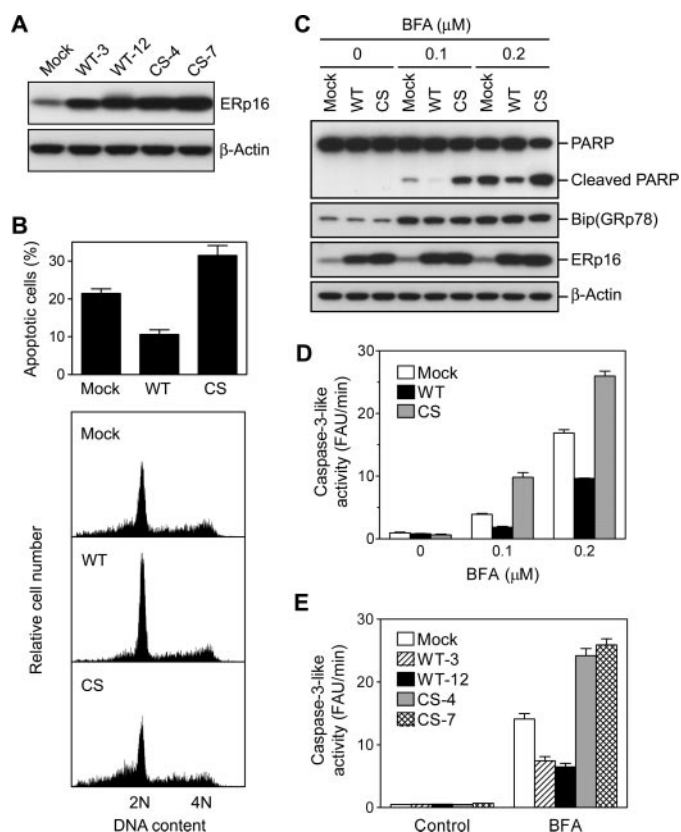 A
Mock
WT-3
WT-12
CS-4
CS-7
ERp16
β-Actin
B
Apoptotic cells (%)
30
20
10
0
Mock WT CS
Relative cell number
Mock
WT
CS
2N 4N
DNA content
C
BFA (μM)
0 0.1 0.2
Mock WT CS Mock WT CS Mock WT CS
PARP
Cleaved PARP
Bip(GRp78)
ERp16
β-Actin
D
Caspase-3-like
activity (FAU/min)
30
20
10
0
Mock
WT
CS
0 0.1 0.2
BFA (μM)
E
Caspase-3-like
activity (FAU/min)
30
20
10
0
Mock
WT-3
WT-12
CS-4
CS-7
Control BFA